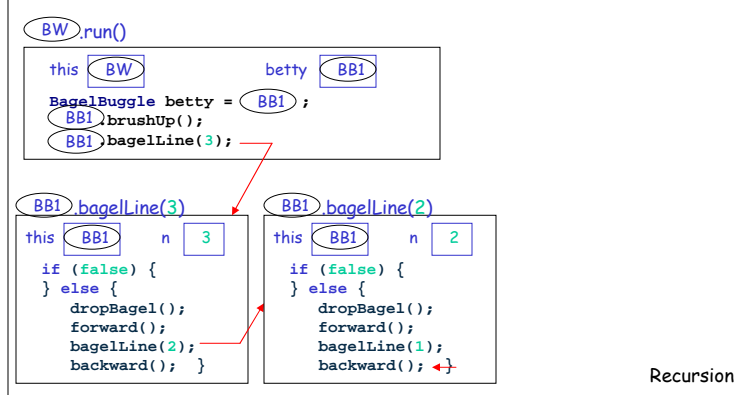 BW.run()
this BW betty BB1
BagelBuggle betty = BB1 ;
BB1.brushUp();
BB1.bagelLine(3);
BB1.bagelLine(3)
this BB1 n 3
if (false) {
} else {
dropBagel();
forward();
bagelLine(2);
backward(); }
BB1.bagelLine(2)
this BB1 n 2
if (false) {
} else {
dropBagel();
forward();
bagelLine(1);
backward(); }
Recursion